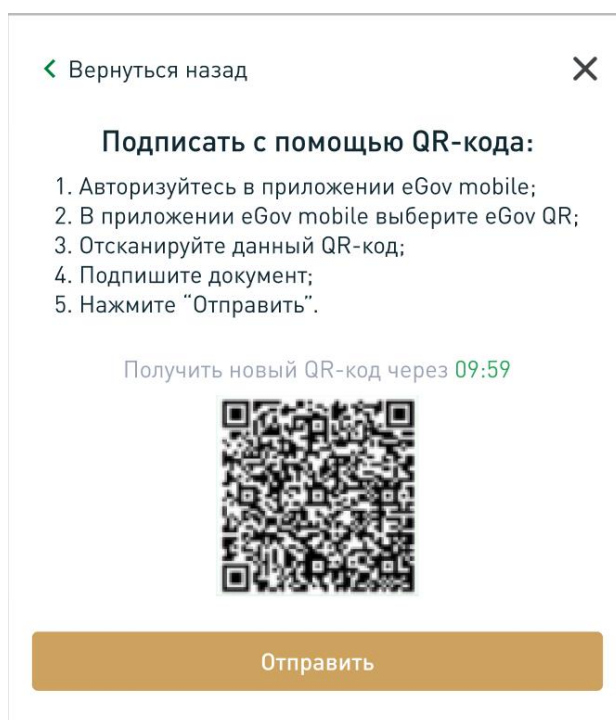 Вернуться назад
Подписать с помощью QR-кода:
1. Авторизуйтесь в приложении eGov mobile;
2. В приложении eGov mobile выберите eGov QR;
3. Отсканируйте данный QR-код;
4. Подпишите документ;
5. Нажмите “Отправить”.
Получить новый QR-код через 09:59
Отправить